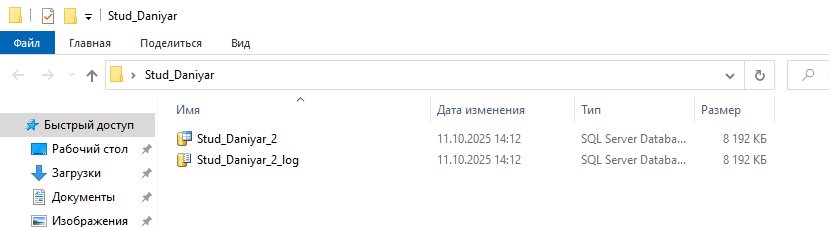 Stud_Daniyar
Файл Главная Поделиться Вид
Stud_Daniyar
Имя Дата изменения Тип Размер
Быстрый доступ
Stud_Daniyar_2 11.10.2025 14:12 SQL Server Databa... 8 192 КБ
Рабочий стол
Stud_Daniyar_2_log 11.10.2025 14:12 SQL Server Databa... 8 192 КБ
Загрузки
Документы
Изображения